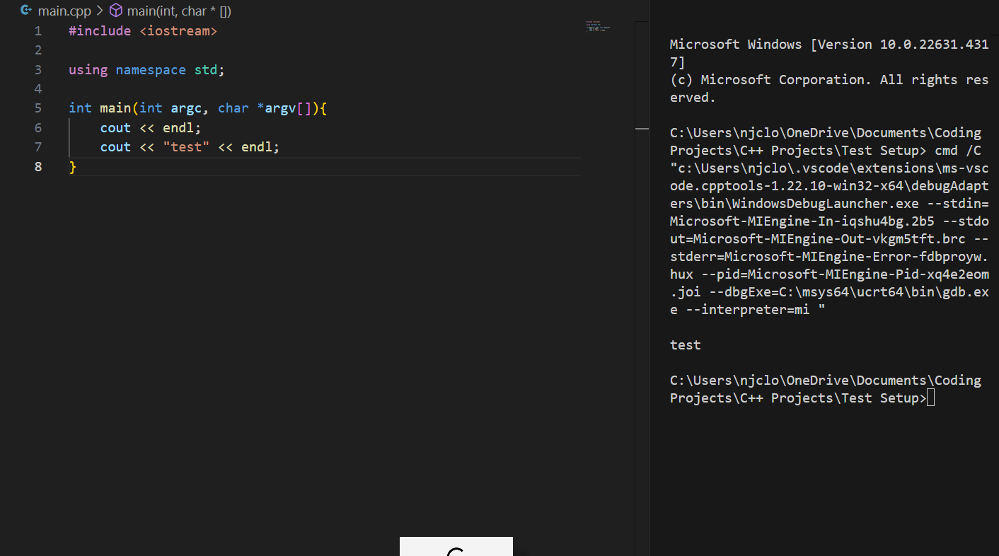 main.cpp > main(int, char * [])
1 #include <iostream>
2
3 using namespace std;
4
5 int main(int argc, char *argv[]){
6     cout << endl;
7     cout << "test" << endl;
8 }
Microsoft Windows [Version 10.0.22631.431
7]
(c) Microsoft Corporation. All rights res
erved.
C:\Users\njclo\OneDrive\Documents\Coding
Projects\C++ Projects\Test Setup> cmd /C
"c:\Users\njclo\.vscode\extensions\ms-vsc
ode.cpptools-1.22.10-win32-x64\debugAdapt
ers\bin\WindowsDebugLauncher.exe --stdin=
Microsoft-MIEngine-In-iqshu4bg.2b5 --stdo
ut=Microsoft-MIEngine-Out-vkgm5tft.brc --
stderr=Microsoft-MIEngine-Error-fdbproyw.
hux --pid=Microsoft-MIEngine-Pid-xq4e2eom
.joi --dbgExe=C:\msys64\ucrt64\bin\gdb.ex
e --interpreter=mi "
test
C:\Users\njclo\OneDrive\Documents\Coding
Projects\C++ Projects\Test Setup>